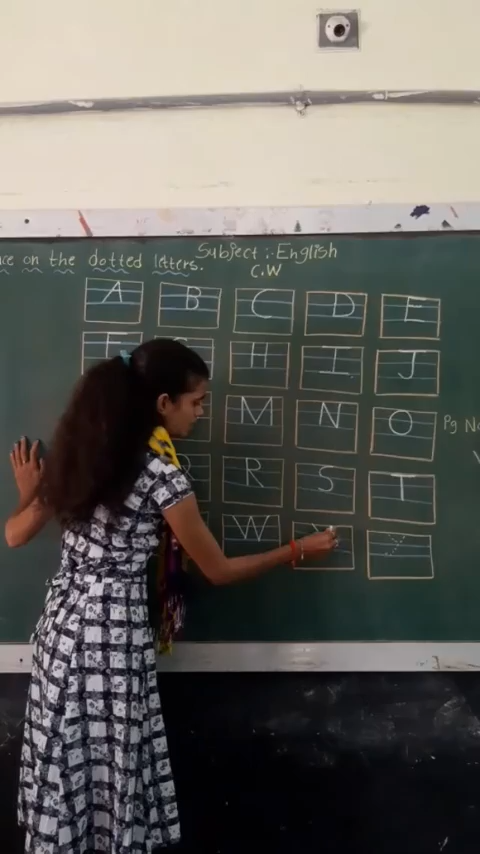 ce on the dotted letters. Subject :- English
C.W
A B C D E
F H I J
M N O
Pg No
R S T
W X Y